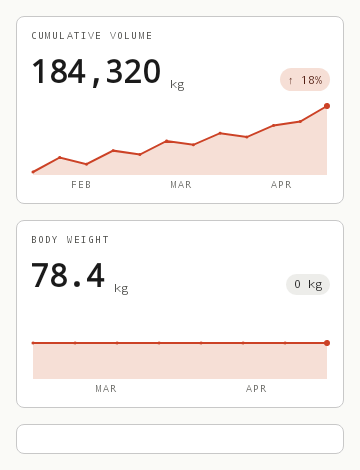 CUMULATIVE VOLUME
184,320 kg
↑ 18%
FEB MAR APR
BODY WEIGHT
78.4 kg
0 kg
MAR APR